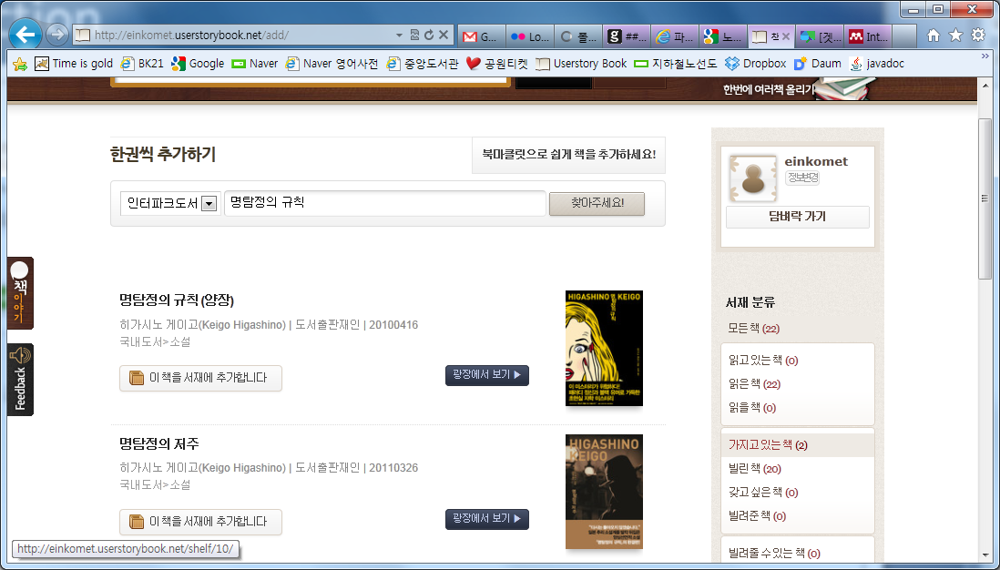 http://einkomet.userstorybook.net/add/
G...
Lo...
돌...
##...
파...
노...
찬
[겟...
Int...
Time is gold
BK21
Google
Naver
Naver 영어사전
중앙도서관
공원티켓
Userstory Book
지하철노선도
Dropbox
Daum
javadoc
한번에 여러책 올리기
한권씩 추가하기
북마클릿으로 쉽게 책을 추가하세요!
인터파크도서
명탐정의 규칙
찾아주세요!
명탐정의 규칙 (양장)
히가시노 게이고(Keigo Higashino) | 도서출판재인 | 20100416
국내도서>소설
이 책을 서재에 추가합니다
광장에서 보기
HIGASHINO KEIGO
명탐정의 규칙
명탐정의 저주
히가시노 게이고(Keigo Higashino) | 도서출판재인 | 20110326
국내도서>소설
이 책을 서재에 추가합니다
광장에서 보기
HIGASHINO
KEIGO
책
이야기
Feedback
einkomet
정보변경
담벼락 가기
서재 분류
모든 책 (22)
읽고 있는 책 (0)
읽은 책 (22)
읽을 책 (0)
가지고 있는 책 (2)
빌린 책 (20)
갖고 싶은 책 (0)
빌려준 책 (0)
빌려줄 수 있는 책 (0)
http://einkomet.userstorybook.net/shelf/10/